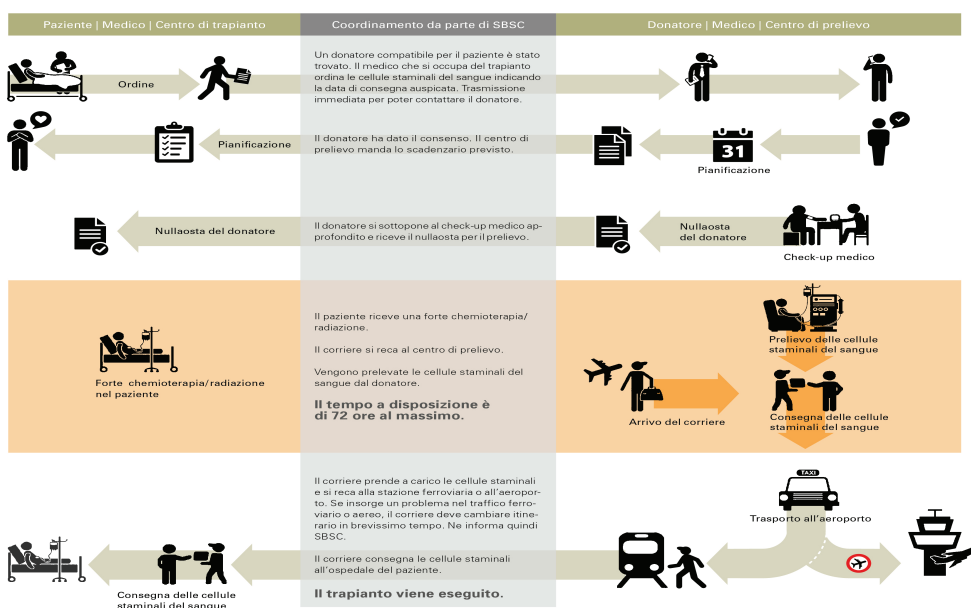 Paziente | Medico | Centro di trapianto
Coordinamento da parte di SBSC
Donatore | Medico | Centro di prelievo
Ordine
Un donatore compatibile per il paziente è stato
trovato. Il medico che si occupa del trapianto
ordina le cellule staminali del sangue indicando
la data di consegna auspicata. Trasmissione
immediata per poter contattare il donatore.
Pianificazione
Il donatore ha dato il consenso. Il centro di
prelievo manda lo scadenzario previsto.
31
Pianificazione
Nullaosta del donatore
Il donatore si sottopone al check-up medico ap-
profondito e riceve il nullaosta per il prelievo.
Nullaosta
del donatore
Check-up medico
Forte chemioterapia/radiazione
nel paziente
Il paziente riceve una forte chemioterapia/
radiazione.
Il corriere si reca al centro di prelievo.
Vengono prelevate le cellule staminali del
sangue dal donatore.
Il tempo a disposizione è
di 72 ore al massimo.
Prelievo delle cellule
staminali del sangue
Arrivo del corriere
Consegna delle cellule
staminali del sangue
Il corriere prende a carico le cellule staminali
e si reca alla stazione ferroviaria o all'aeropor-
to. Se insorge un problema nel traffico ferro-
viario o aereo, il corriere deve cambiare itine-
rario in brevissimo tempo. Ne informa quindi
SBSC.
TAXI
Trasporto all'aeroporto
Il corriere consegna le cellule staminali
all'ospedale del paziente.
Il trapianto viene eseguito.
Consegna delle cellule
staminali del sangue